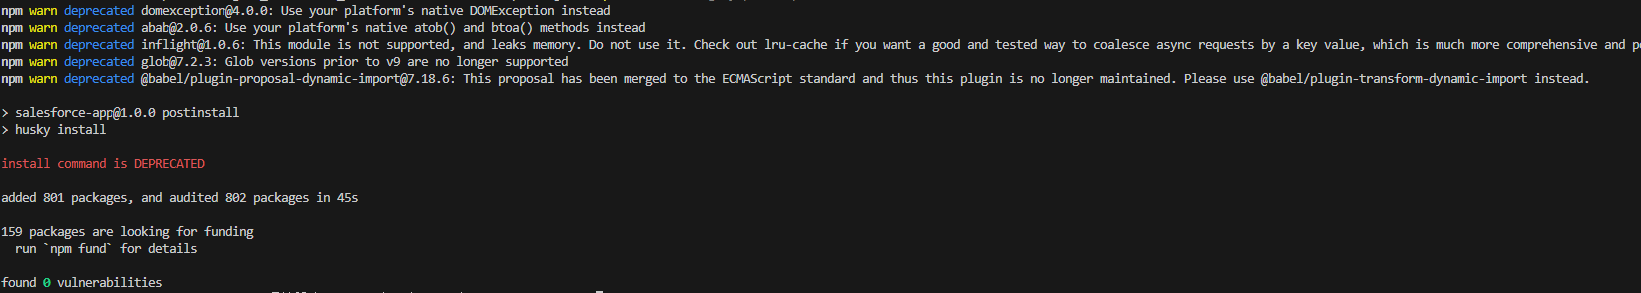 npm warn deprecated domexception@4.0.0: Use your platform's native DOMException instead
npm warn deprecated abab@2.0.6: Use your platform's native atob() and btoa() methods instead
npm warn deprecated inflight@1.0.6: This module is not supported, and leaks memory. Do not use it. Check out lru-cache if you want a good and tested way to coalesce async requests by a key value, which is much more comprehensive and
npm warn deprecated glob@7.2.3: Glob versions prior to v9 are no longer supported
npm warn deprecated @babel/plugin-proposal-dynamic-import@7.18.6: This proposal has been merged to the ECMAScript standard and thus this plugin is no longer maintained. Please use @babel/plugin-transform-dynamic-import instead.
> salesforce-app@1.0.0 postinstall
> husky install
install command is DEPRECATED
added 801 packages, and audited 802 packages in 45s
159 packages are looking for funding
run `npm fund` for details
found 0 vulnerabilities